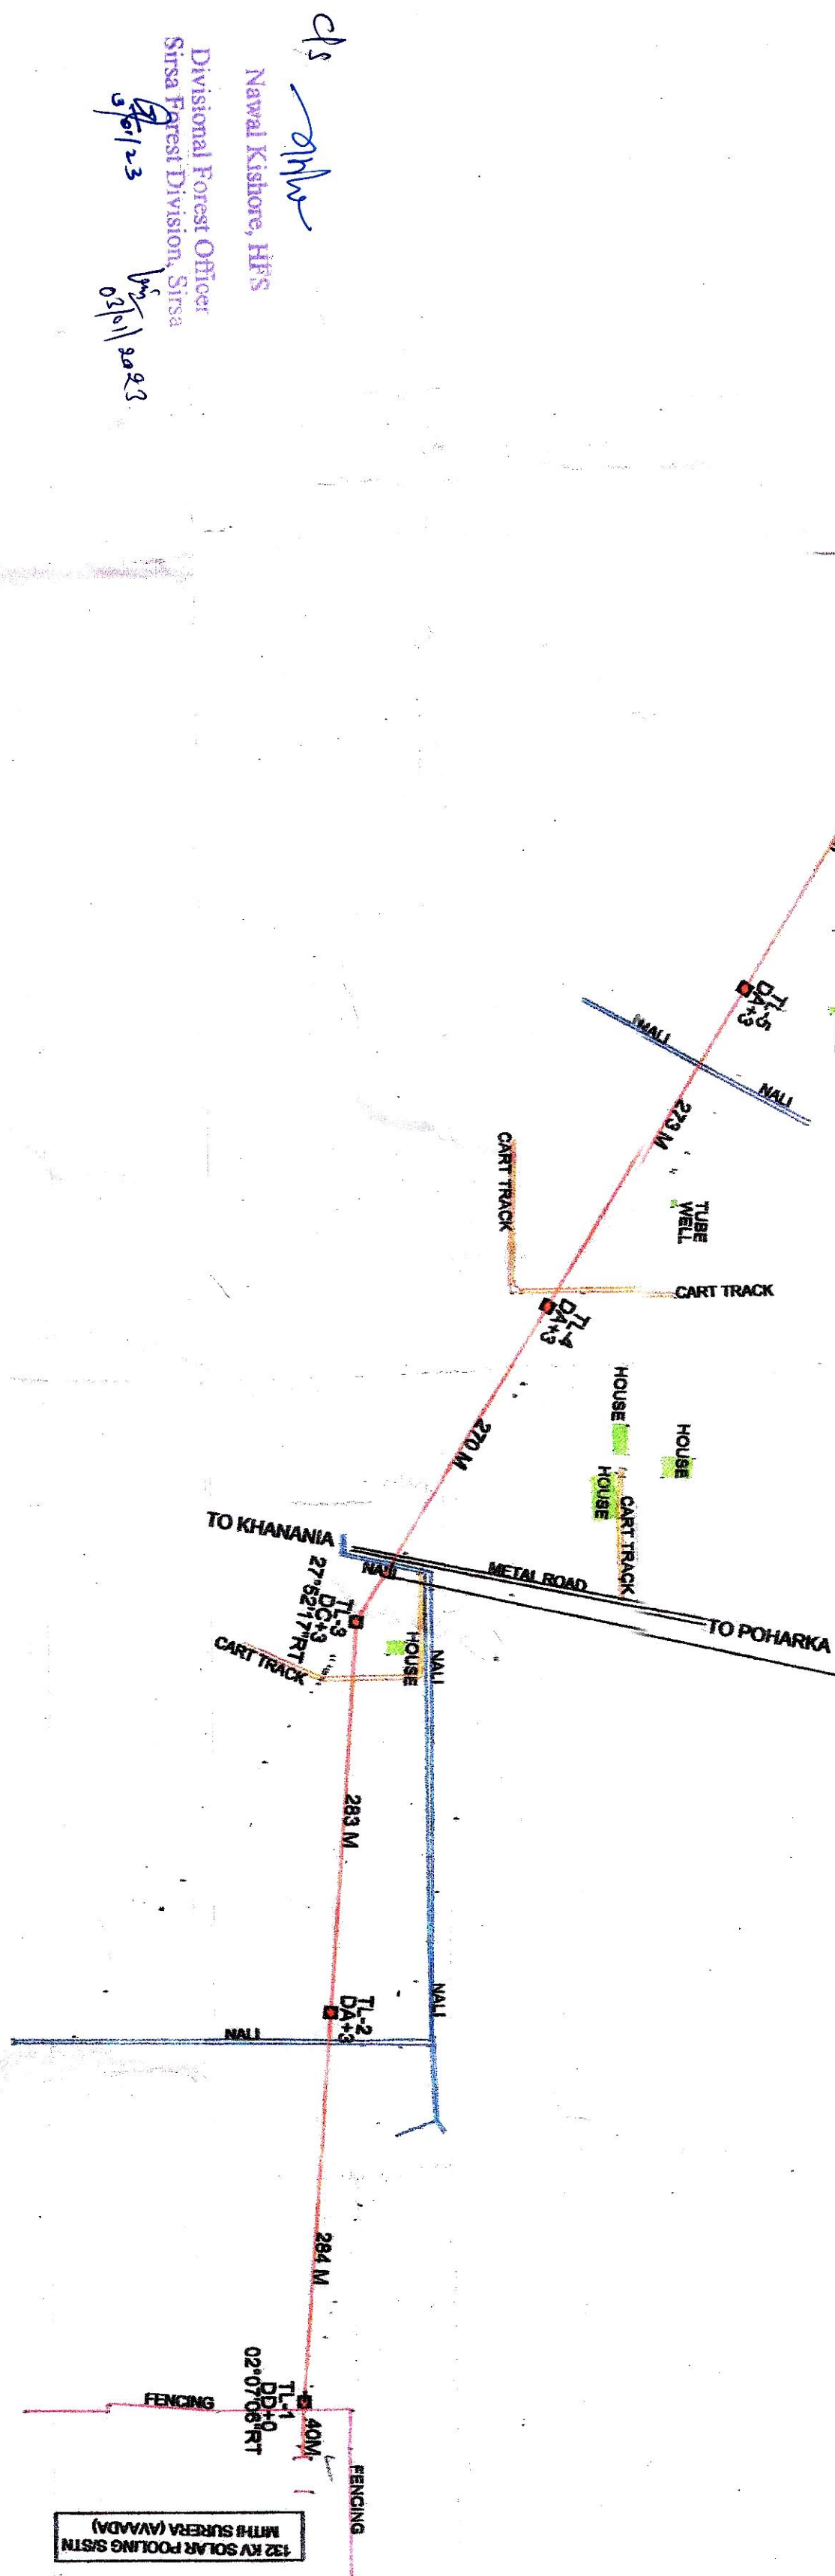 C/S
Nawal Kishore, HFS
Divisional Forest Officer
Sirsa Forest Division, Sirsa
03/01/2023
TL-5
DA+3
NALI
NALI
273 M
TUBE
WELL
CART TRACK
CART TRACK
TL-4
DA+3
HOUSE
HOUSE
HOUSE
CART TRACK
270 M
TO KHANANIA
METAL ROAD
TO POHARKA
NALI
TL-3
DC+3
27°52'17"RT
HOUSE
NALI
CART TRACK
283 M
NALI
TL-2
DA+3
NALI
284 M
TL-1
DD+0
02°07'06"RT
FENCING
40M
FENCING
132 KV SOLAR POOLING S/STN
MITHI SURERA (AVAADA)